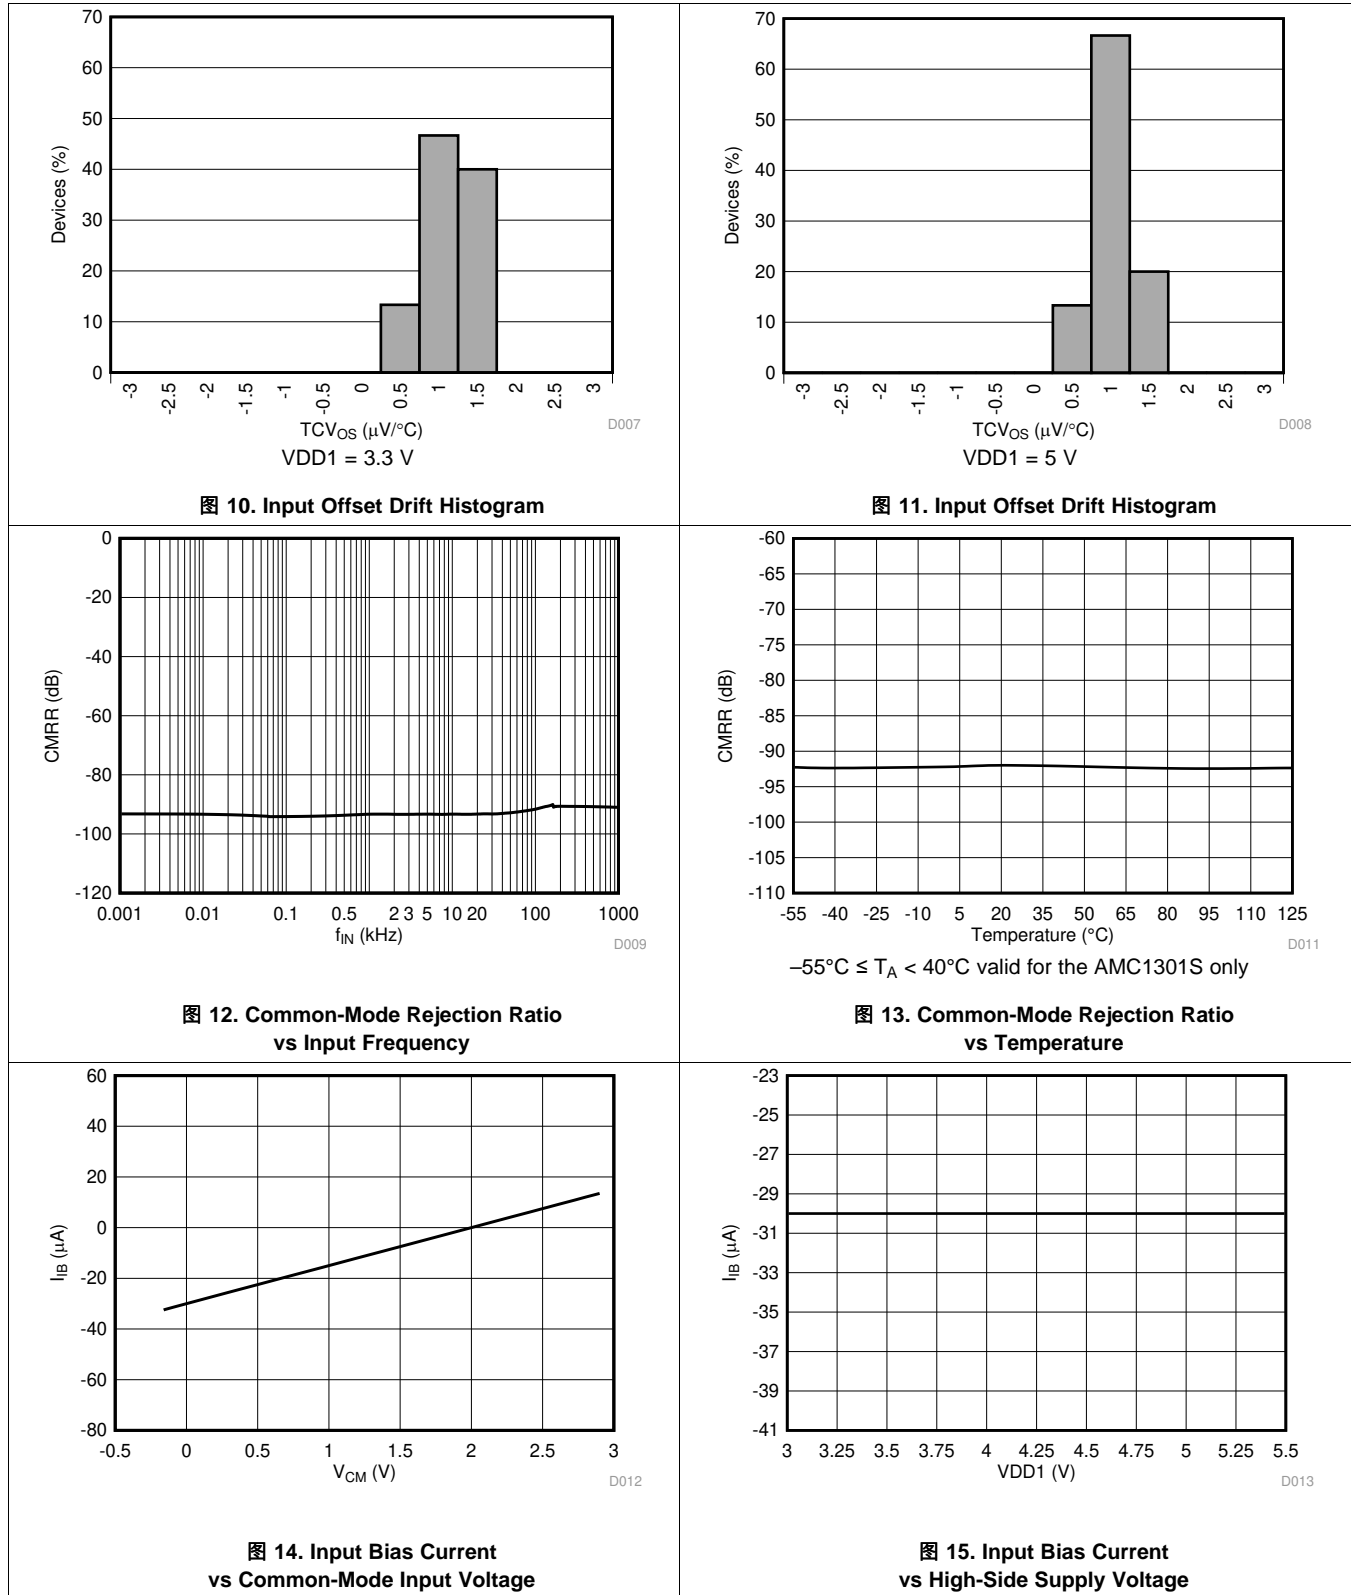 70
60
50
40
30
20
10
0
Devices (%)
-3 -2.5 -2 -1.5 -1 -0.5 0 0.5 1 1.5 2 2.5 3
TCVOS (μV/°C)
D007
VDD1 = 3.3 V
图 10. Input Offset Drift Histogram
70
60
50
40
30
20
10
0
Devices (%)
-3 -2.5 -2 -1.5 -1 -0.5 0 0.5 1 1.5 2 2.5 3
TCVOS (μV/°C)
D008
VDD1 = 5 V
图 11. Input Offset Drift Histogram
0
-20
-40
-60
-80
-100
-120
CMRR (dB)
0.001 0.01 0.1 0.5 2 3 5 10 20 100 1000
fIN (kHz)
D009
图 12. Common-Mode Rejection Ratio
vs Input Frequency
-60
-65
-70
-75
-80
-85
-90
-95
-100
-105
-110
CMRR (dB)
-55 -40 -25 -10 5 20 35 50 65 80 95 110 125
Temperature (°C)
D011
–55°C ≤ TA < 40°C valid for the AMC1301S only
图 13. Common-Mode Rejection Ratio
vs Temperature
60
40
20
0
-20
-40
-60
-80
IIB (μA)
-0.5 0 0.5 1 1.5 2 2.5 3
VCM (V)
D012
图 14. Input Bias Current
vs Common-Mode Input Voltage
-23
-25
-27
-29
-31
-33
-35
-37
-39
-41
IIB (μA)
3 3.25 3.5 3.75 4 4.25 4.5 4.75 5 5.25 5.5
VDD1 (V)
D013
图 15. Input Bias Current
vs High-Side Supply Voltage